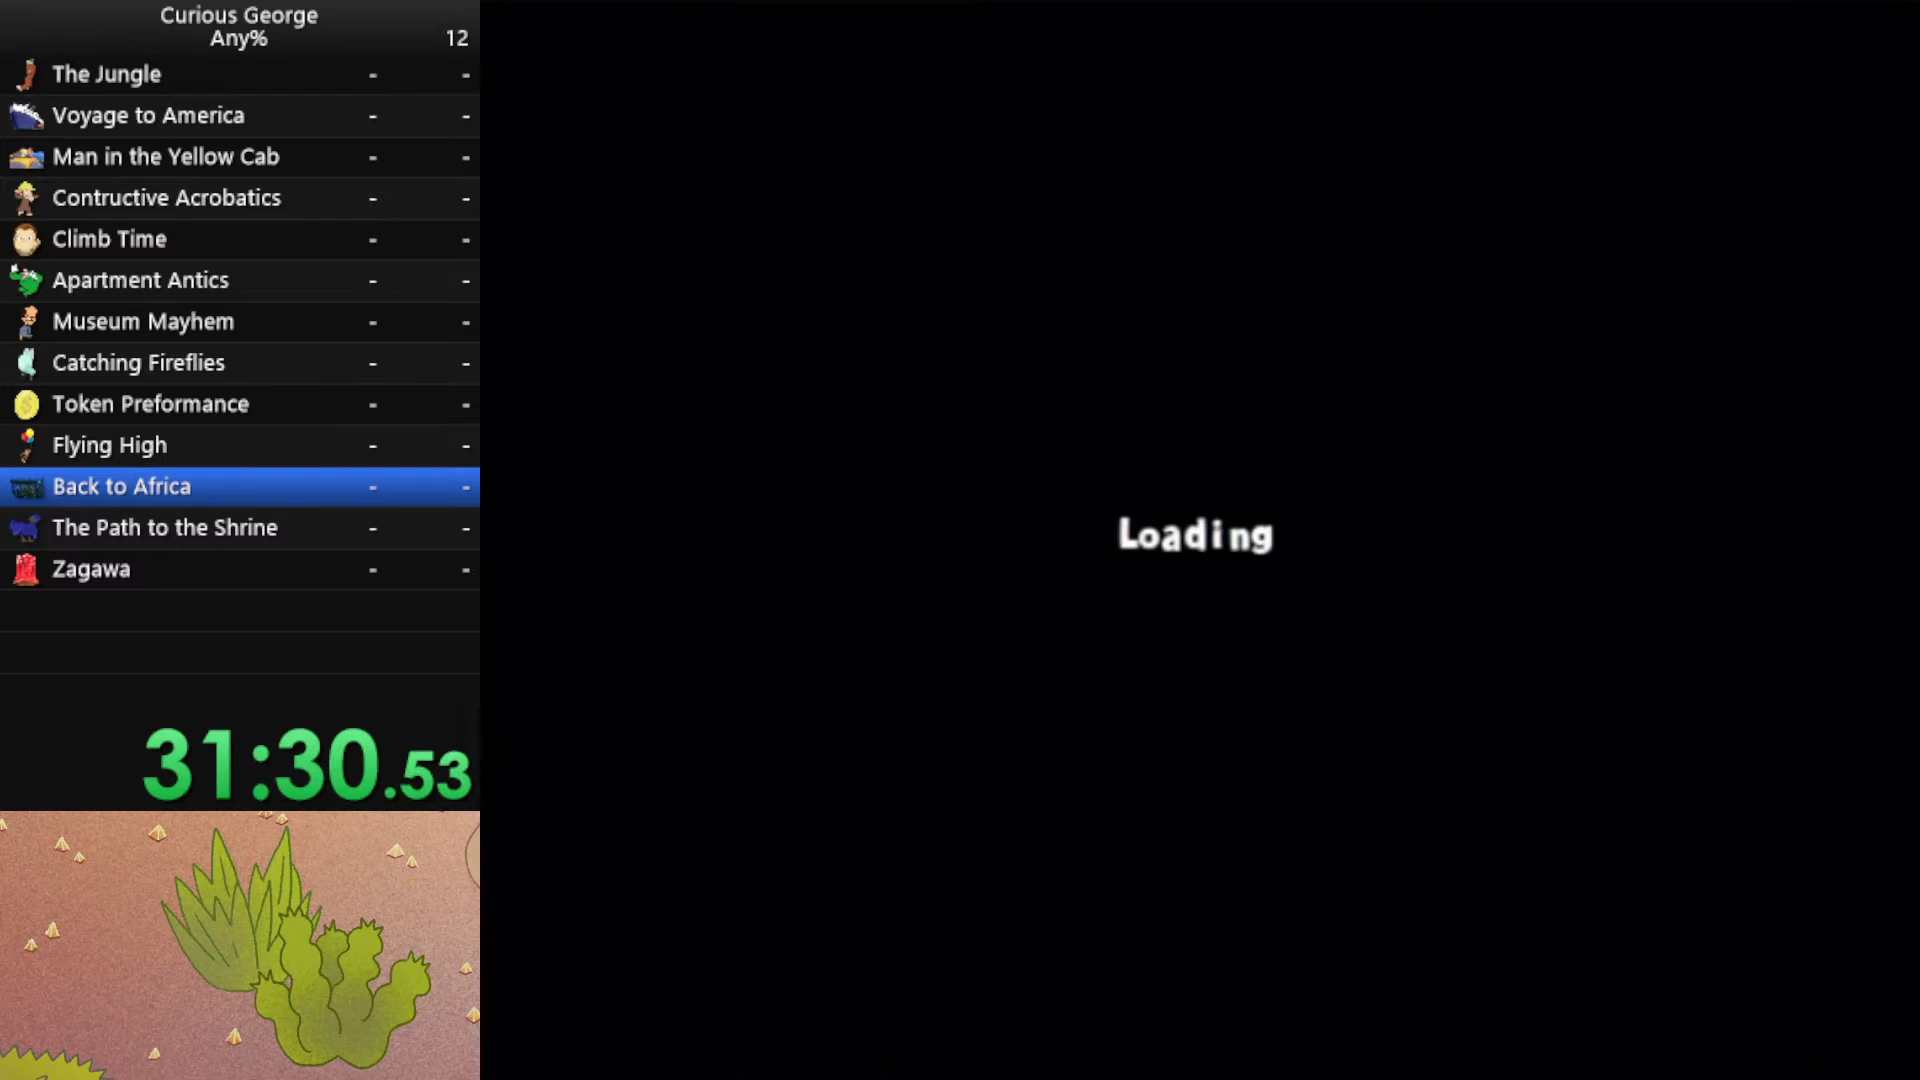 Curious George
Any%
12
The Jungle - -
Voyage to America - -
Man in the Yellow Cab - -
Contructive Acrobatics - -
Climb Time - -
Apartment Antics - -
Museum Mayhem - -
Catching Fireflies - -
Token Preformance - -
Flying High - -
Back to Africa - -
The Path to the Shrine - -
Zagawa - -
31:30.53
Loading